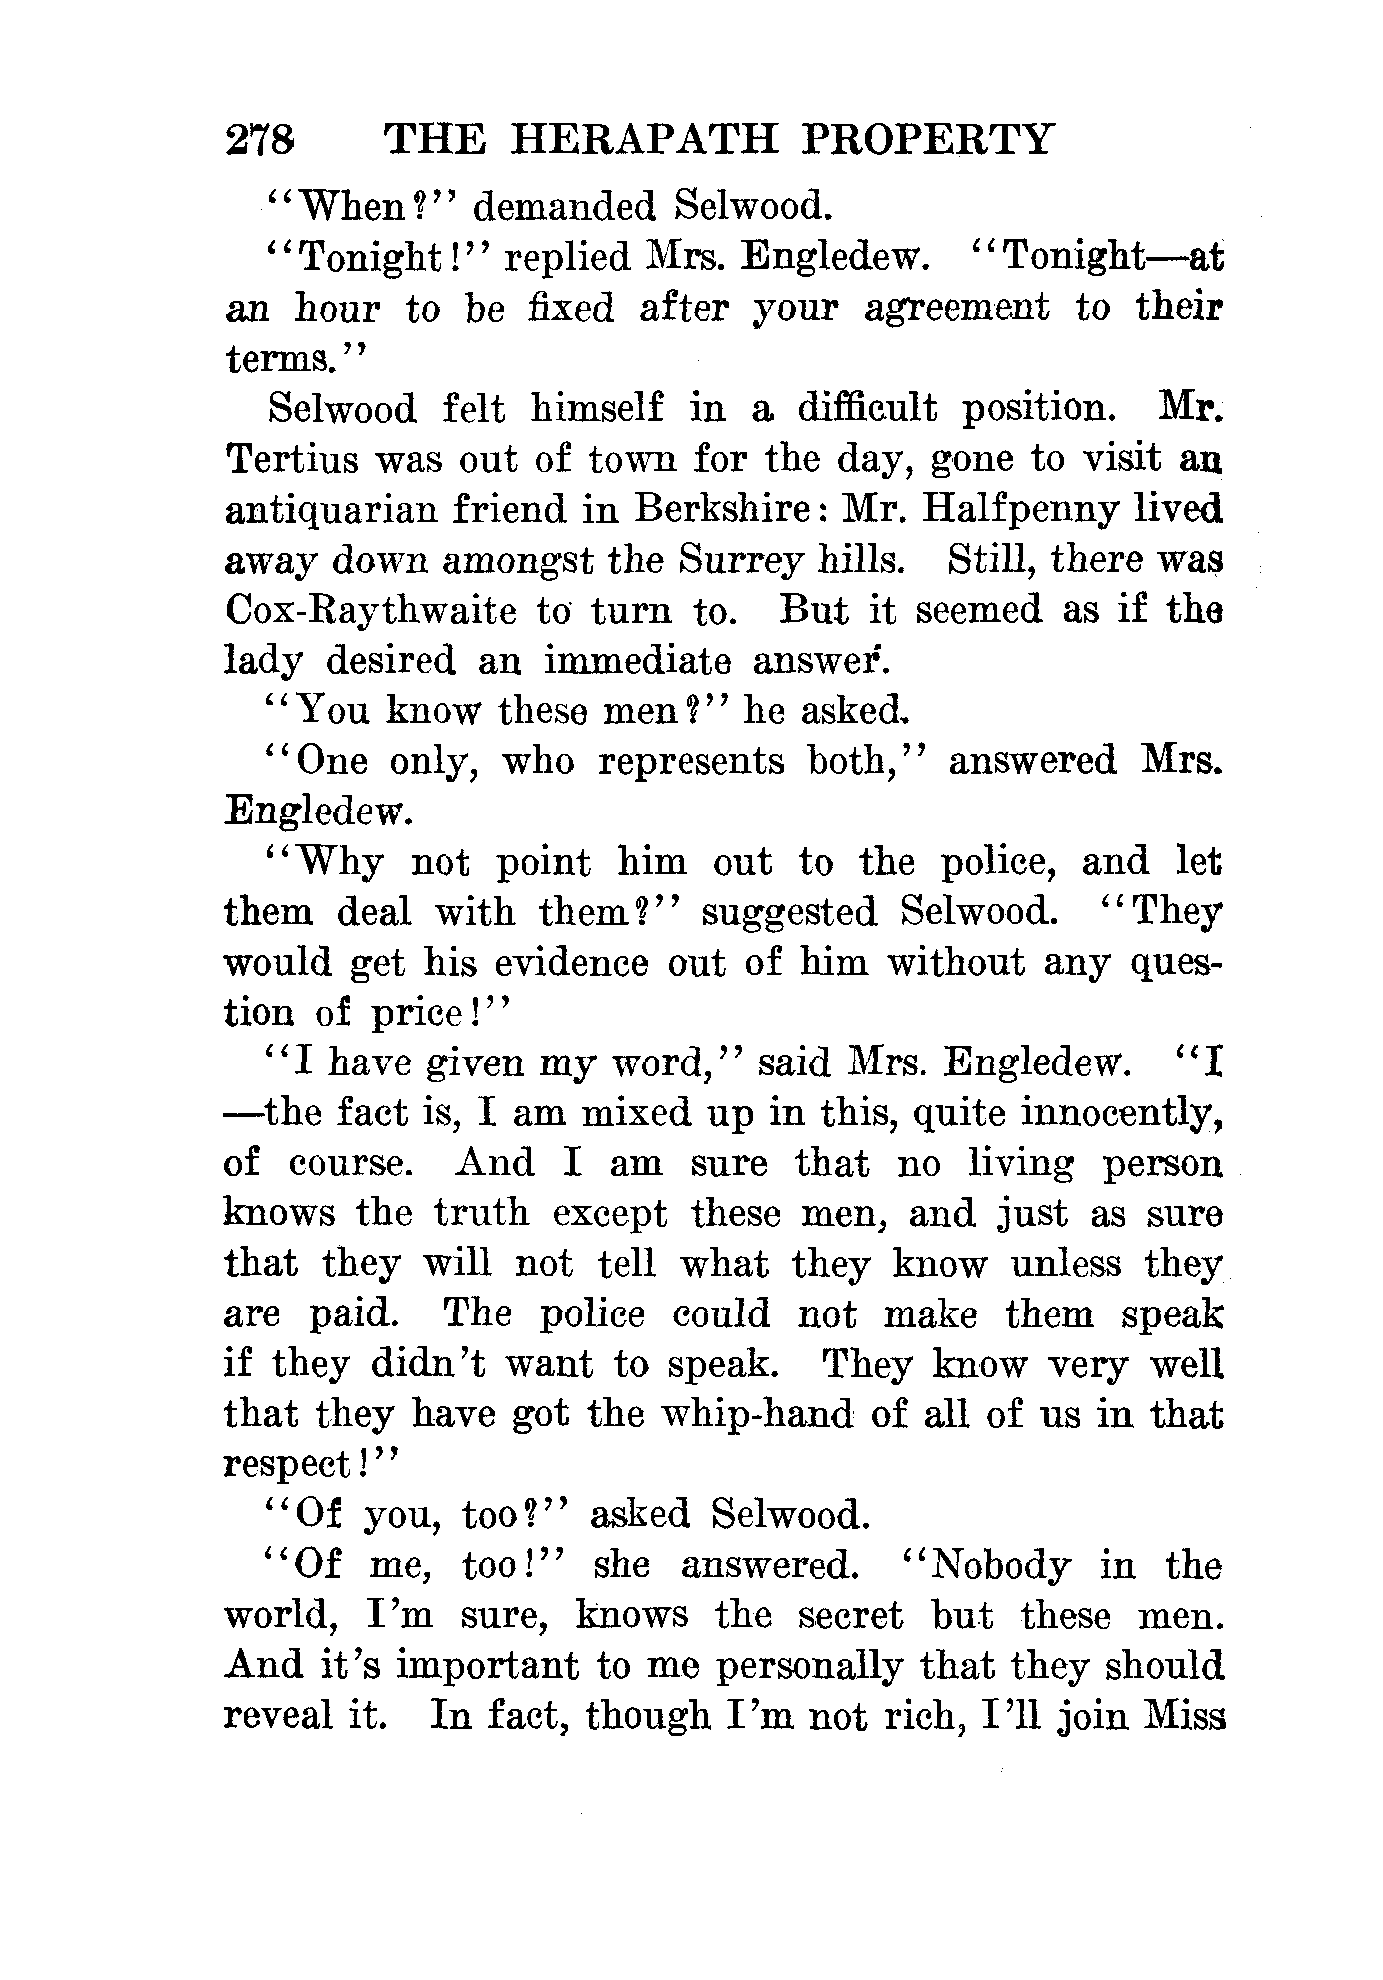 278 THE HERAPATH PROPERTY
"When?" demanded Selwood.
"Tonight!" replied Mrs. Engledew. "Tonight—at
an hour to be fixed after your agreement to their
terms."
Selwood felt himself in a difficult position. Mr.
Tertius was out of town for the day, gone to visit an
antiquarian friend in Berkshire: Mr. Halfpenny lived
away down amongst the Surrey hills. Still, there was
Cox-Raythwaite to turn to. But it seemed as if the
lady desired an immediate answer.
"You know these men?" he asked.
"One only, who represents both," answered Mrs.
Engledew.
"Why not point him out to the police, and let
them deal with them?" suggested Selwood. "They
would get his evidence out of him without any ques-
tion of price!"
"I have given my word," said Mrs. Engledew. "I
—the fact is, I am mixed up in this, quite innocently,
of course. And I am sure that no living person
knows the truth except these men, and just as sure
that they will not tell what they know unless they
are paid. The police could not make them speak
if they didn't want to speak. They know very well
that they have got the whip-hand of all of us in that
respect!"
"Of you, too?" asked Selwood.
"Of me, too!" she answered. "Nobody in the
world, I'm sure, knows the secret but these men.
And it's important to me personally that they should
reveal it. In fact, though I'm not rich, I'll join Miss